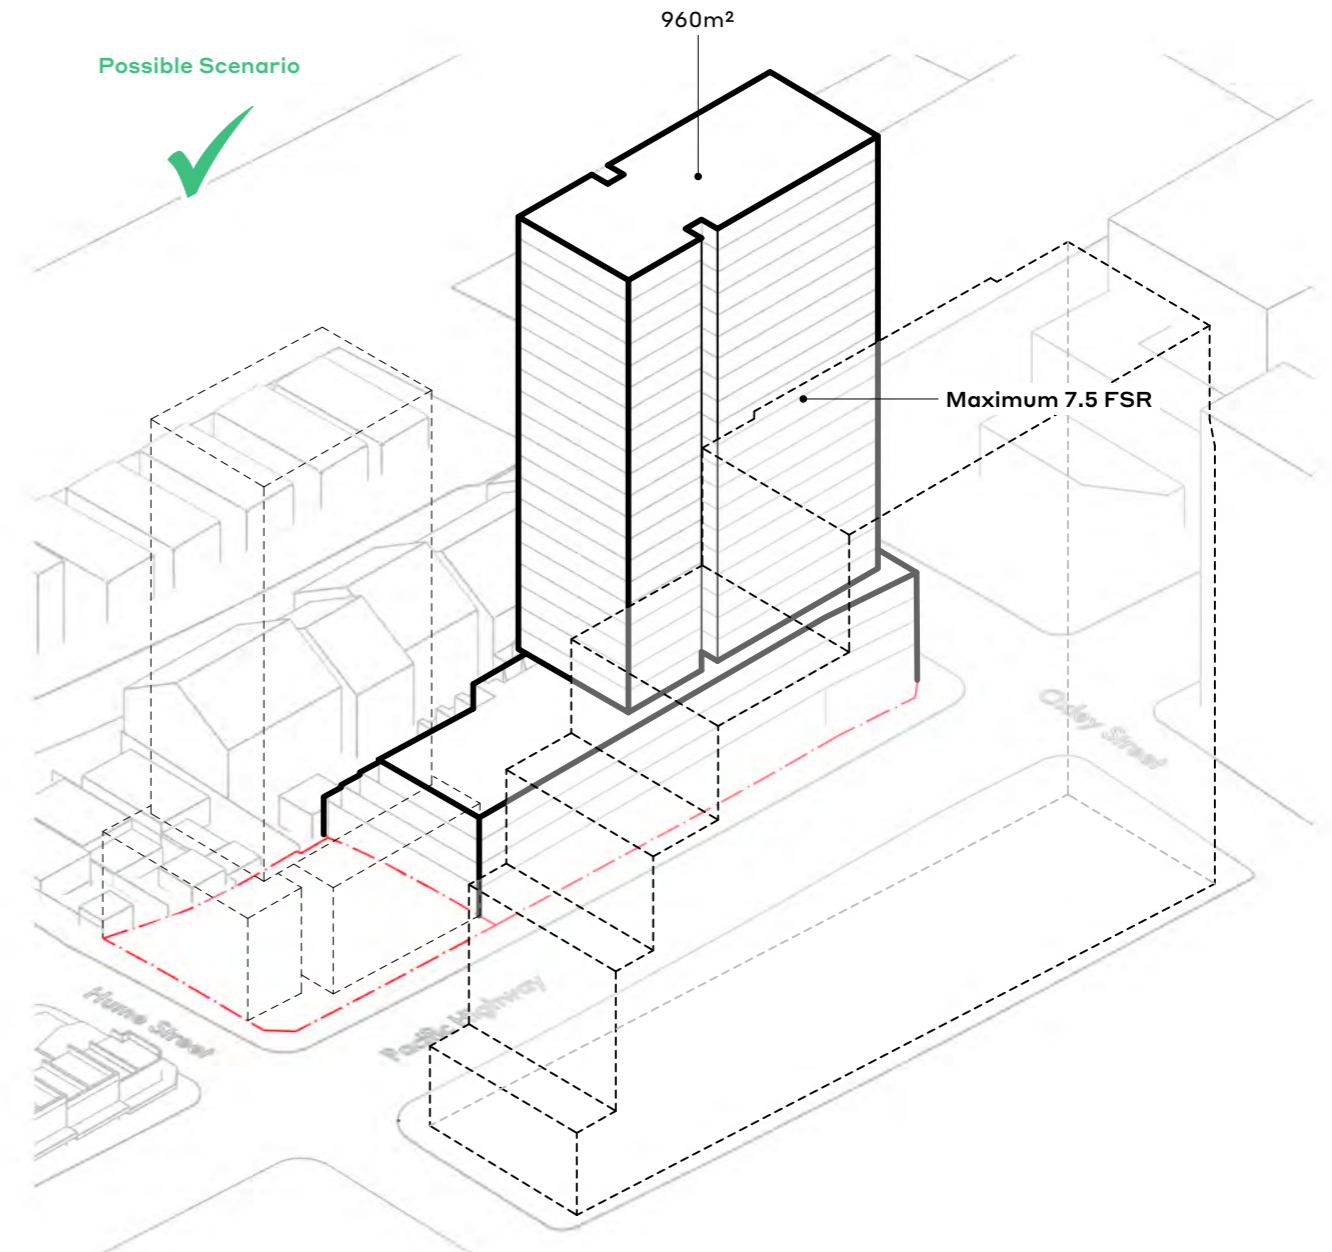 960m²
Possible Scenario
Maximum 7.5 FSR
Oxley Street
Hume Street
Pacific Highway